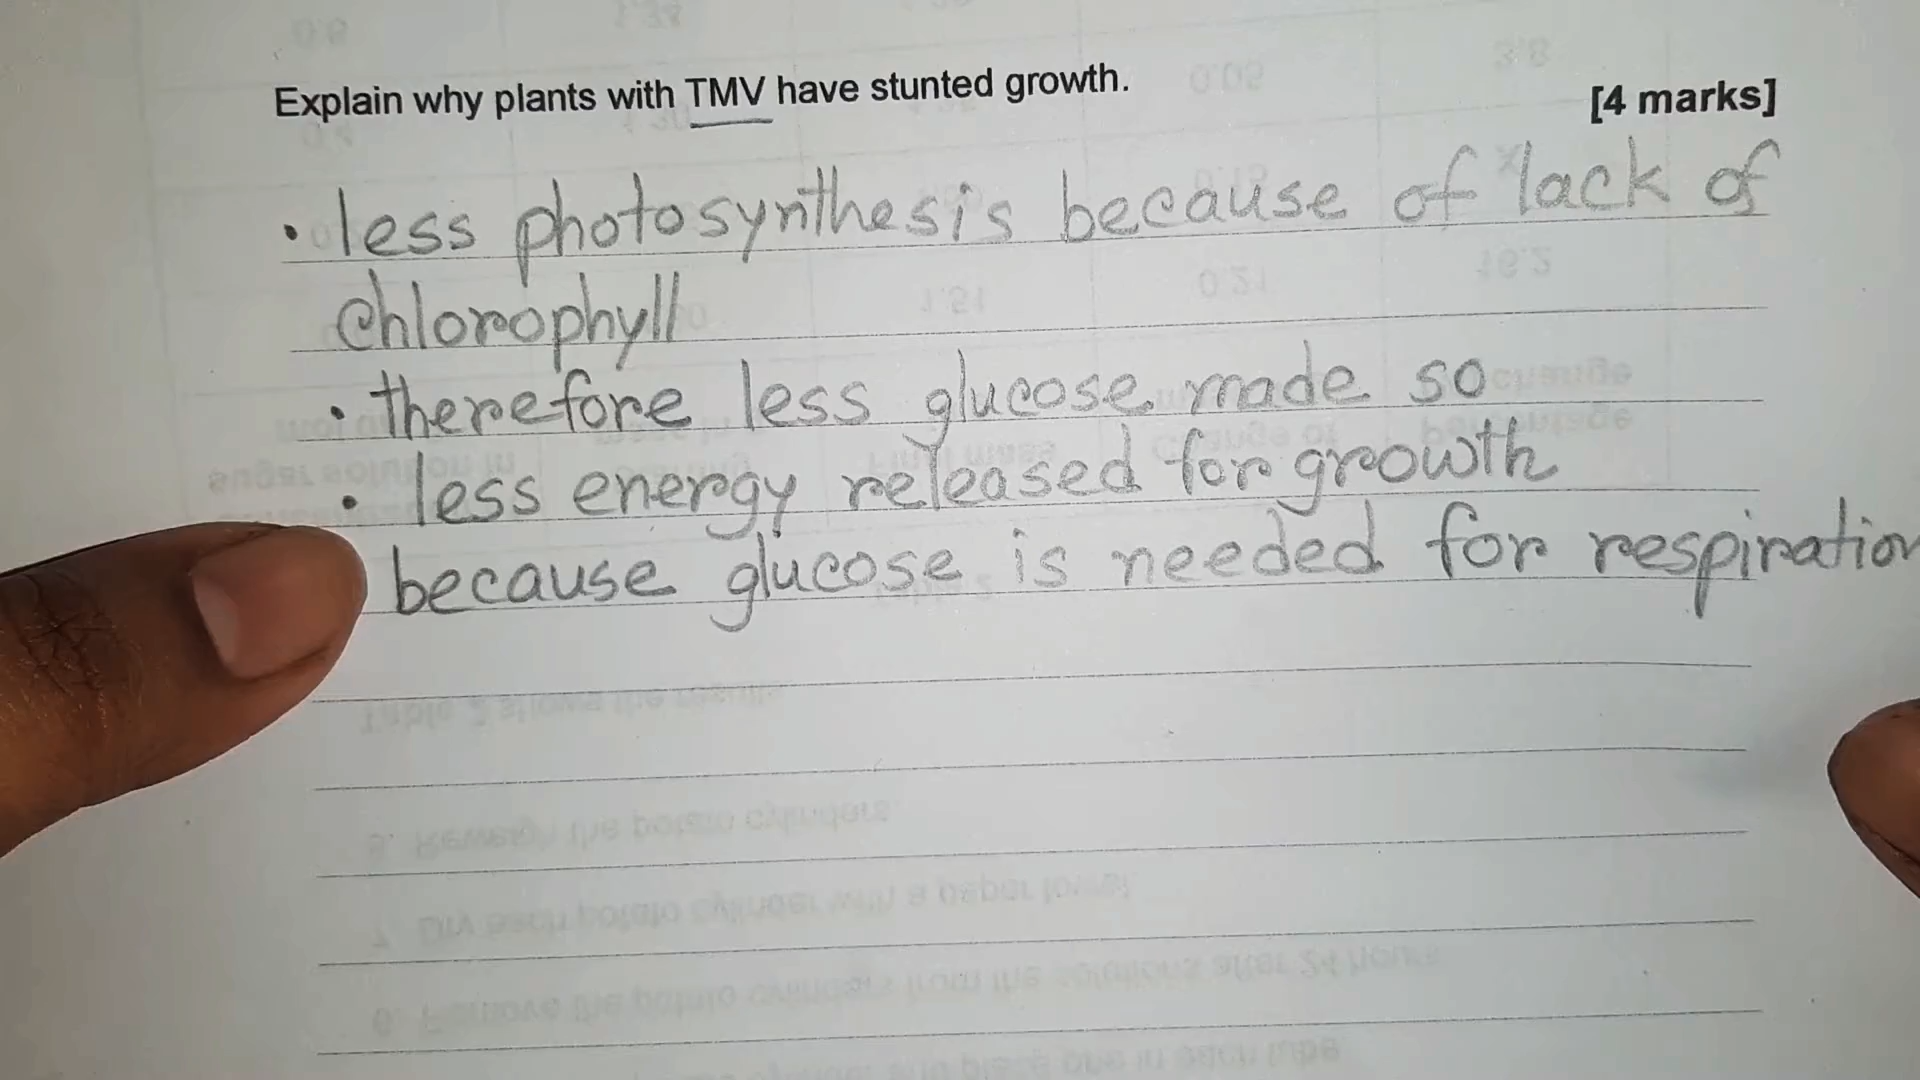 Explain why plants with TMV have stunted growth.
[4 marks]
• less photosynthesis because of lack of
chlorophyll
• therefore less glucose made so
• less energy released for growth
because glucose is needed for respiration